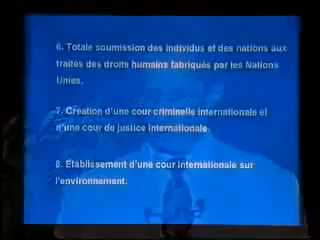 6. Totale soumission des individus et des nations aux
traités des droits humains fabriqués par les Nations
Unies.
7. Création d'une cour criminelle internationale et
d'une cour de justice internationale.
8. Établissement d'une cour internationale sur
l'environnement.